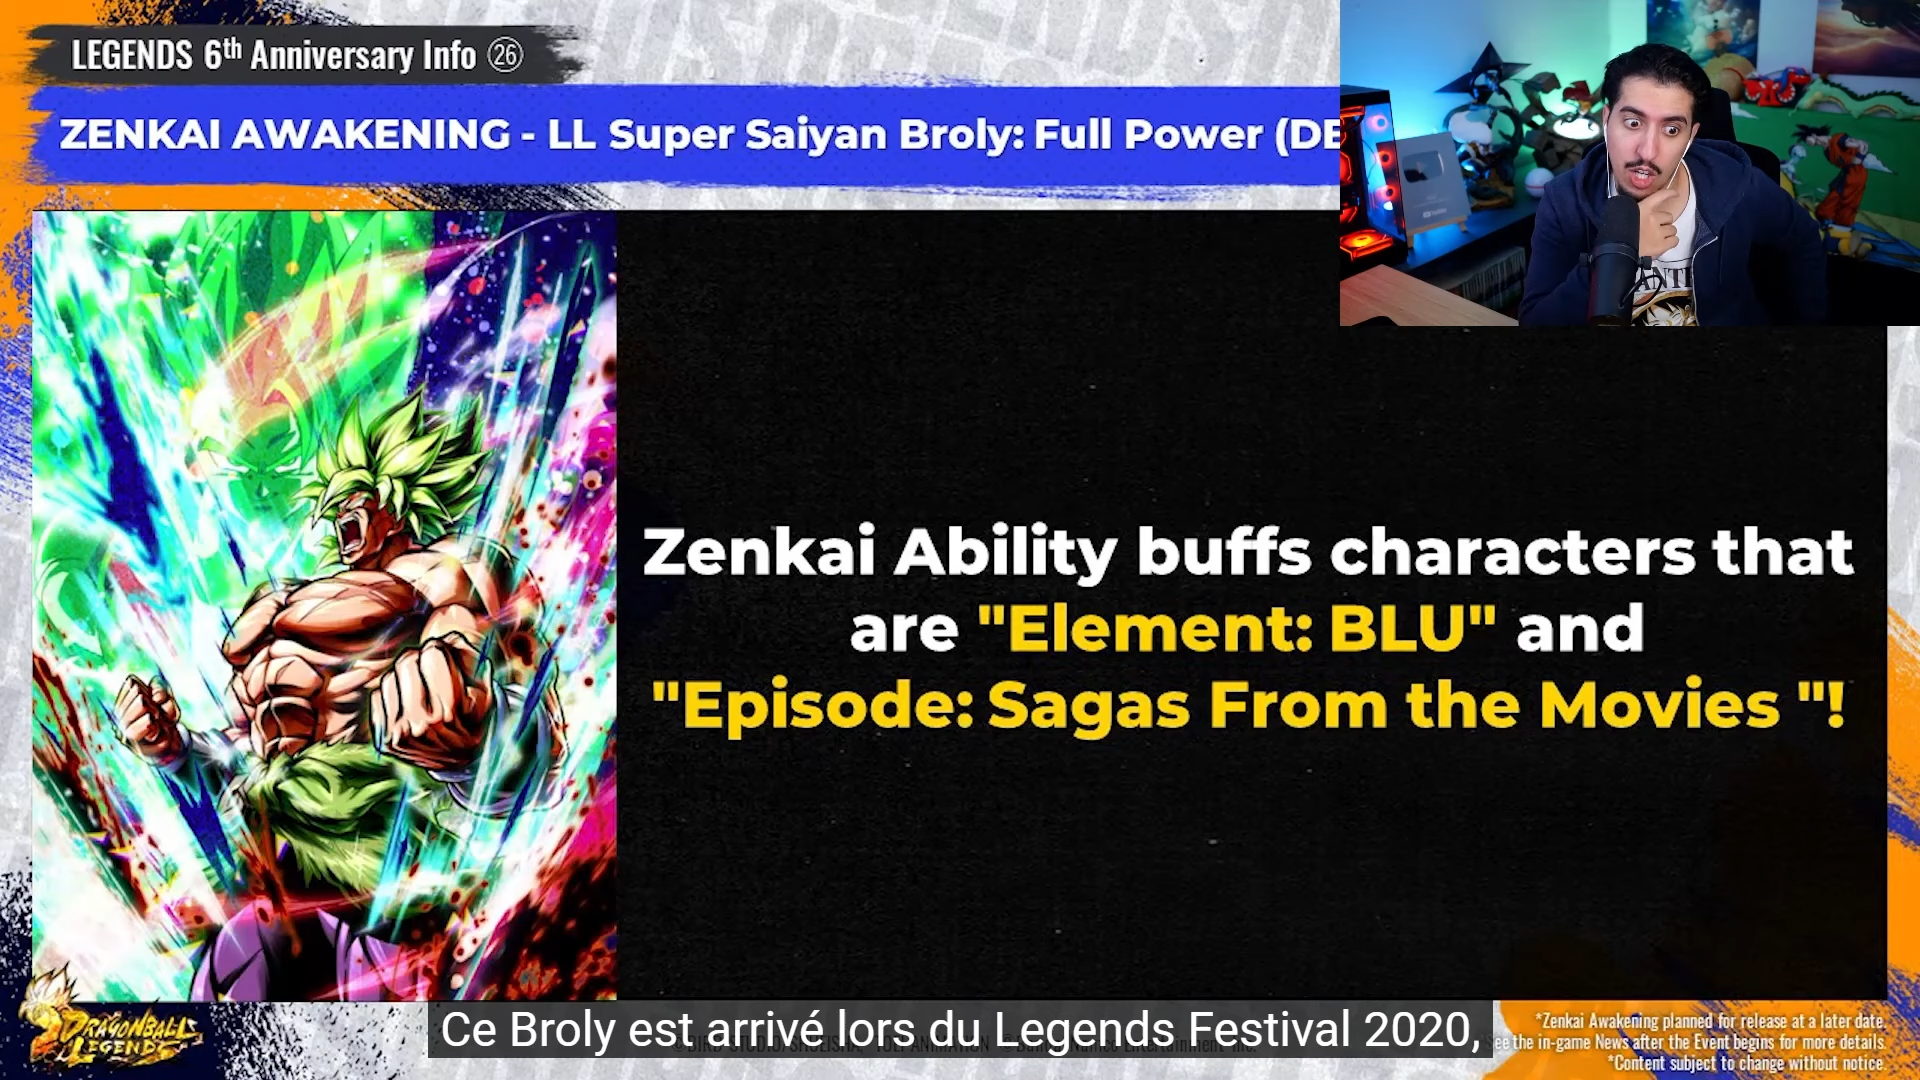 LEGENDS 6th Anniversary Info ㉖
ZENKAI AWAKENING - LL Super Saiyan Broly: Full Power (DE
ANTI
Zenkai Ability buffs characters that
are "Element: BLU" and
"Episode: Sagas From the Movies "!
DRAGONBALL
LEGENDS
Ce Broly est arrivé lors du Legends Festival 2020,
*Zenkai Awakening planned for release at a later date.
ee the in-game News after the Event begins for more details.
*Content subject to change without notice.